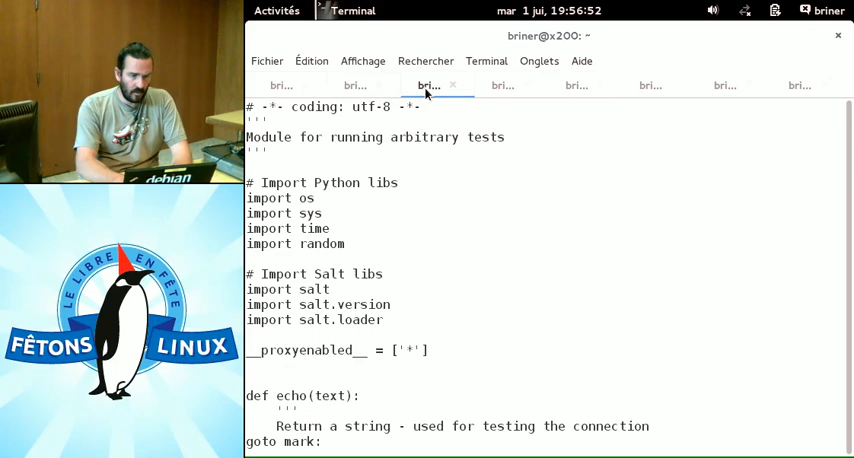 Activités
Terminal
mar 1 jui, 19:56:52
briner
briner@x200: ~
×
Fichier Édition Affichage Rechercher Terminal Onglets Aide
bri... bri... bri... × bri... bri... bri... bri... bri...
# -*- coding: utf-8 -*-
'''
Module for running arbitrary tests
'''
# Import Python libs
import os
import sys
import time
import random
# Import Salt libs
import salt
import salt.version
import salt.loader
__proxyenabled__ = ['*']
def echo(text):
'''
Return a string - used for testing the connection
goto mark:
debian
LE LIBRE EN FÊTE
FÊTONS LINUX